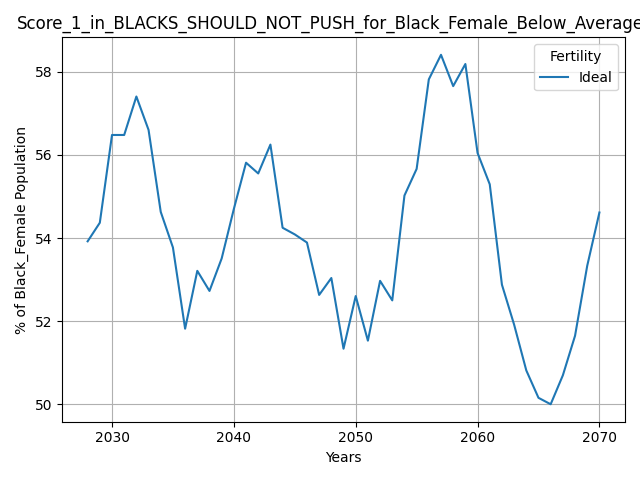 Score_1_in_BLACKS_SHOULD_NOT_PUSH_for_Black_Female_Below_Average
Fertility
Ideal
% of Black_Female Population
58
56
54
52
50
2030 2040 2050 2060 2070
Years